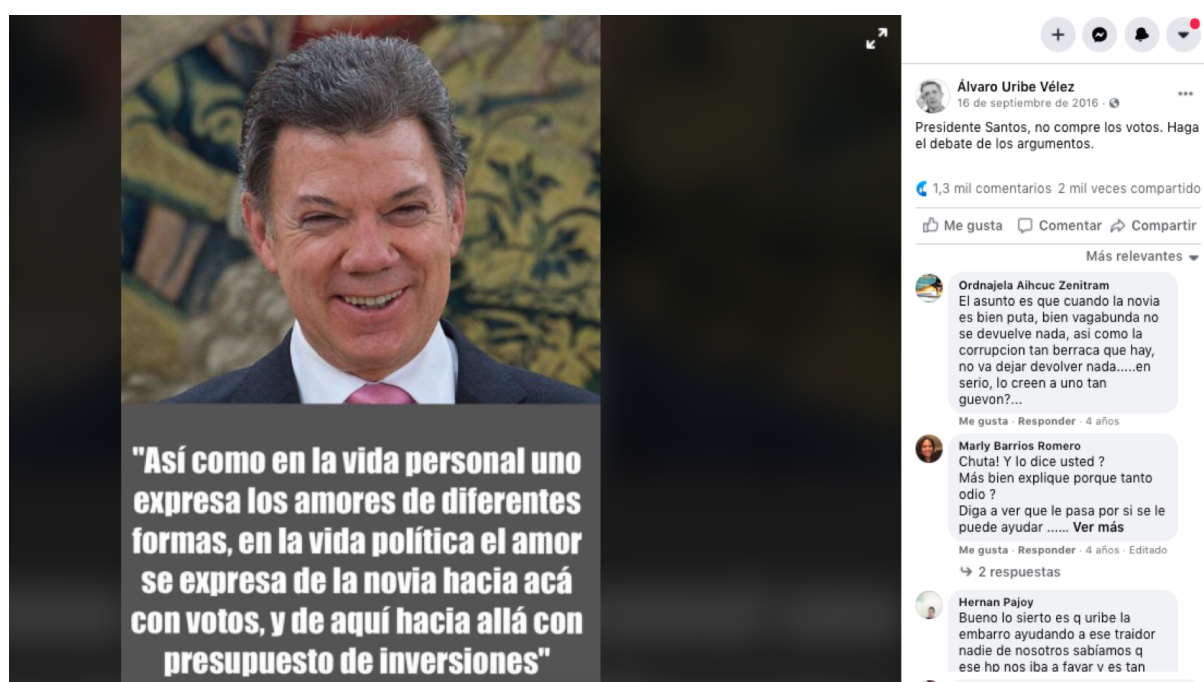 "Así como en la vida personal uno
expresa los amores de diferentes
formas, en la vida política el amor
se expresa de la novia hacia acá
con votos, y de aquí hacia allá con
presupuesto de inversiones"
Álvaro Uribe Vélez
16 de septiembre de 2016 ·
Presidente Santos, no compre los votos. Haga
el debate de los argumentos.
1,3 mil comentarios 2 mil veces compartido
Me gusta Comentar Compartir
Más relevantes
Ordnajela Aihcuc Zenitram
El asunto es que cuando la novia
es bien puta, bien vagabunda no
se devuelve nada, asi como la
corrupcion tan berraca que hay,
no va dejar devolver nada.....en
serio, lo creen a uno tan
guevon?...
Me gusta · Responder · 4 años
Marly Barrios Romero
Chuta! Y lo dice usted ?
Más bien explique porque tanto
odio ?
Diga a ver que le pasa por si se le
puede ayudar ...... Ver más
Me gusta · Responder · 4 años · Editado
2 respuestas
Hernan Pajoy
Bueno lo sierto es q uribe la
embarro ayudando a ese traidor
nadie de nosotros sabíamos q
ese hp nos iba a favar y es tan